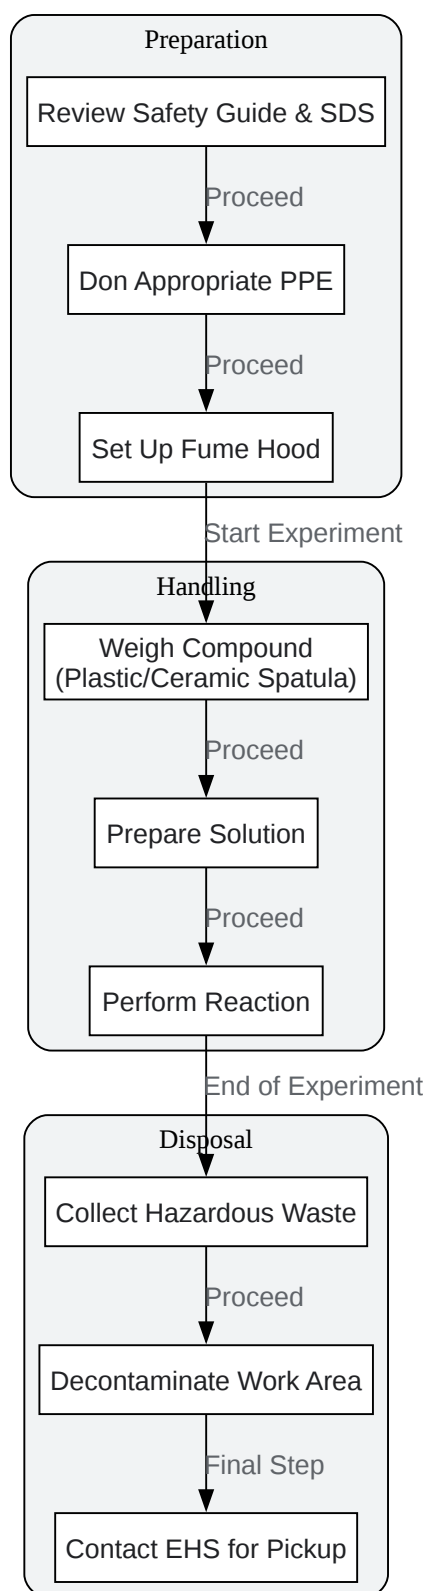 Preparation
Review Safety Guide & SDS
Proceed
Don Appropriate PPE
Proceed
Set Up Fume Hood
Start Experiment
Handling
Weigh Compound
(Plastic/Ceramic Spatula)
Proceed
Prepare Solution
Proceed
Perform Reaction
End of Experiment
Disposal
Collect Hazardous Waste
Proceed
Decontaminate Work Area
Final Step
Contact EHS for Pickup